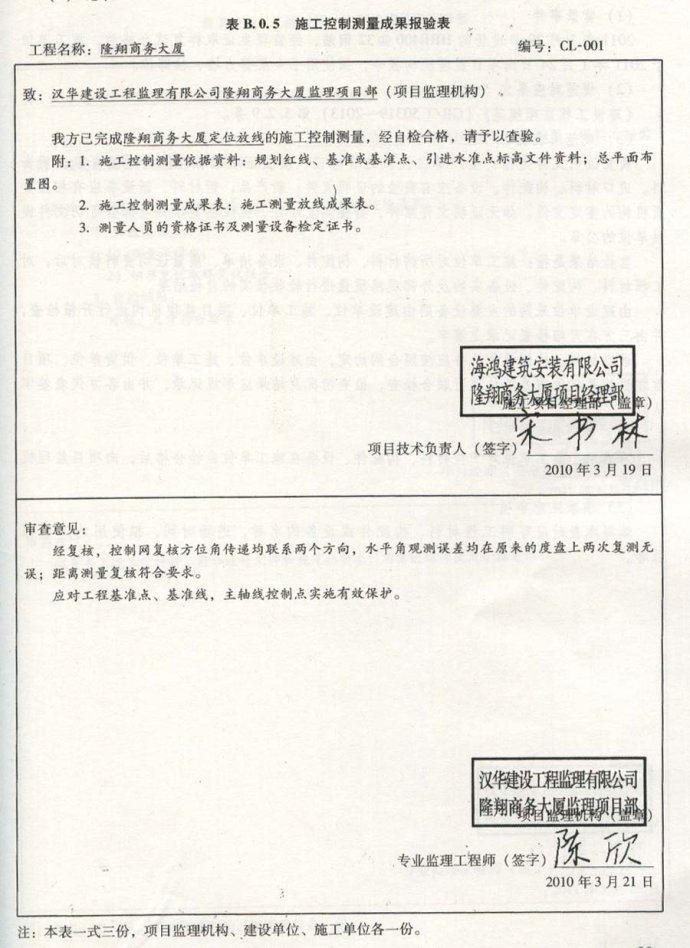 表 B.0.5 施工控制测量成果报验表
工程名称：隆翔商务大厦 编号：CL-001
致：汉华建设工程监理有限公司隆翔商务大厦监理项目部（项目监理机构）
我方已完成隆翔商务大厦定位放线的施工控制测量，经自检合格，请予以查验。
附：1. 施工控制测量依据资料：规划红线、基准或基准点、引进水准点标高文件资料；总平面布
置图。
2. 施工控制测量成果表：施工测量放线成果表。
3. 测量人员的资格证书及测量设备检定证书。
海鸿建筑安装有限公司
隆翔商务大厦项目经理部
施工项目经理部（盖章）
项目技术负责人（签字）宋书林
2010 年 3 月 19 日
审查意见：
经复核，控制网复核方位角传递均联系两个方向，水平角观测误差均在原来的度盘上两次复测无
误；距离测量复核符合要求。
应对工程基准点、基准线，主轴线控制点实施有效保护。
汉华建设工程监理有限公司
隆翔商务大厦监理项目部
项目监理机构（盖章）
专业监理工程师（签字）陈欣
2010 年 3 月 21 日
注：本表一式三份，项目监理机构、建设单位、施工单位各一份。